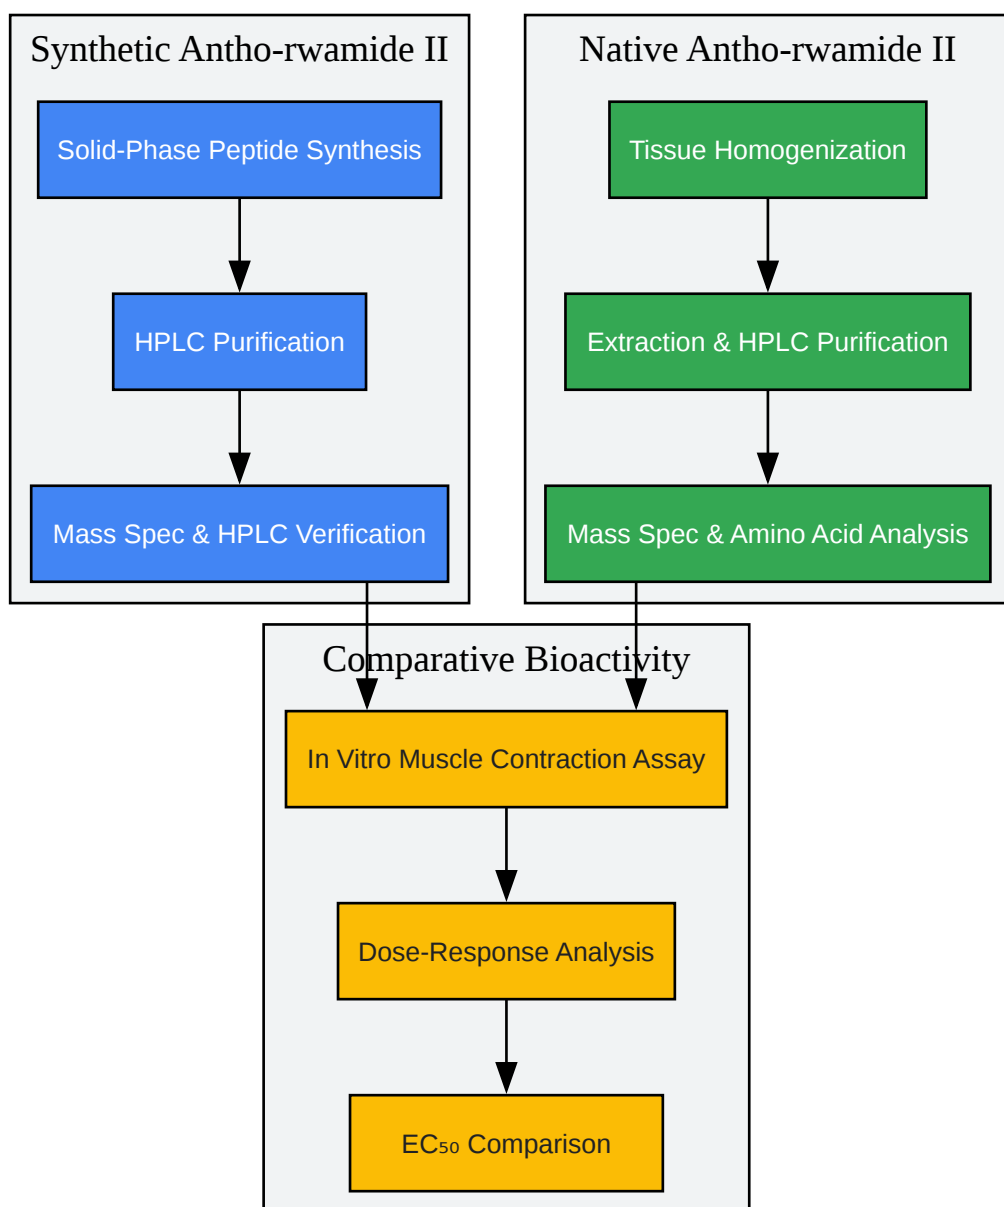 Synthetic Antho-rwamide II
Solid-Phase Peptide Synthesis
HPLC Purification
Mass Spec & HPLC Verification
Native Antho-rwamide II
Tissue Homogenization
Extraction & HPLC Purification
Mass Spec & Amino Acid Analysis
Comparative Bioactivity
In Vitro Muscle Contraction Assay
Dose-Response Analysis
EC₅₀ Comparison